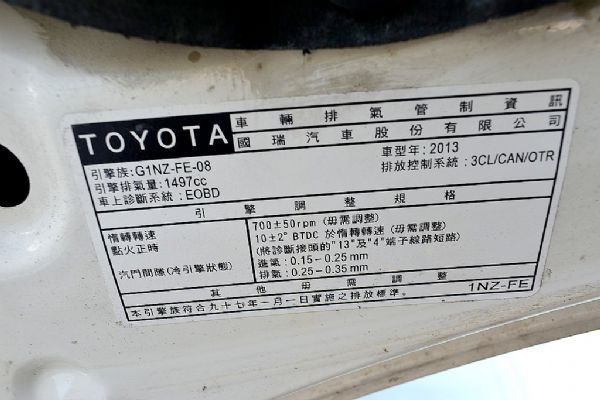 TOYOTA
車輛排氣管制資訊
國瑞汽車股份有限公司
引擎族:G1NZ-FE-08
車型年: 2013
引擎排氣量: 1497cc
排放控制系統: 3CL/CAN/OTR
車上診斷系統: EOBD
引擎調整規格
惰轉轉速 700±50rpm (毋需調整)
點火正時 10±2° BTDC 於惰轉轉速 (毋需調整)
(將診斷接頭的"13"及"4"端子線路短路)
汽門間隙(冷引擎狀態) 進氣: 0.15-0.25mm
排氣: 0.25-0.35mm
其他毋需調整
本引擎族符合九十七年一月一日實施之排放標準.
1NZ-FE